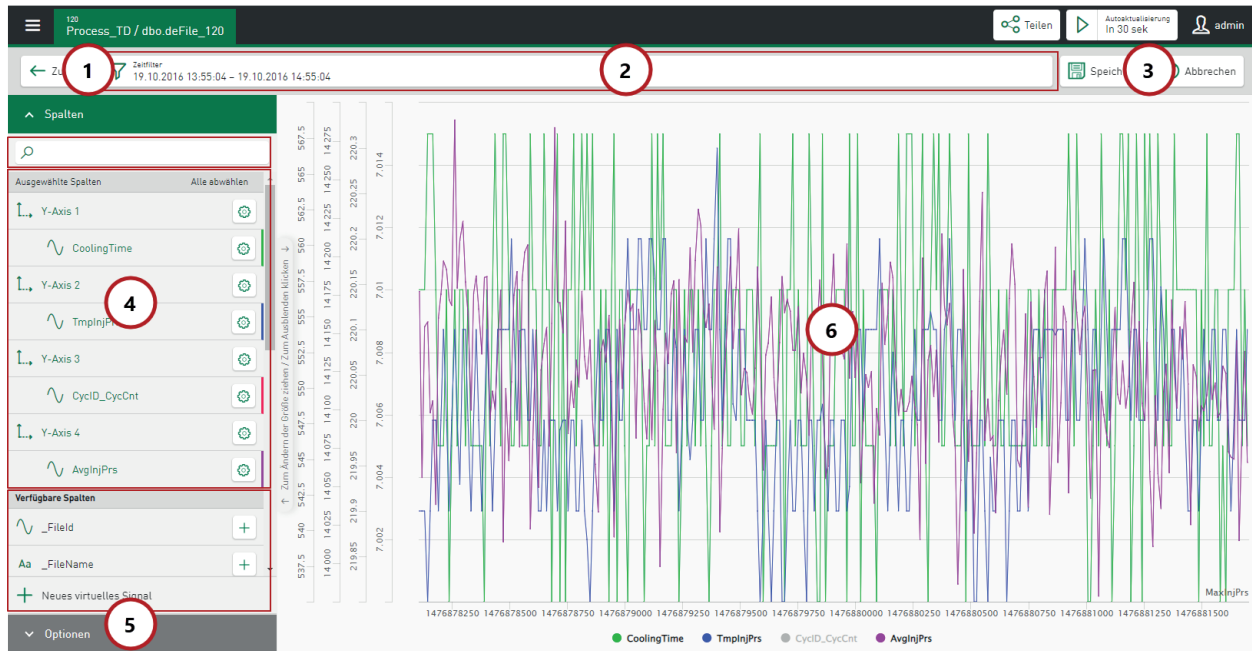 120
Process_TD / dbo.deFile_120
Teilen
Autoaktualisierung
In 30 sek
admin
1
Zeitfilter
19.10.2016 13:55:04 – 19.10.2016 14:55:04
2
3
Abbrechen
Spalten
Ausgewählte Spalten
Alle abwählen
Y-Axis 1
CoolingTime
Y-Axis 2
4
Y-Axis 3
CycID_CycCnt
Y-Axis 4
AvgInjPrs
Verfügbare Spalten
_FileId
Aa _FileName
Neues virtuelles Signal
5
Optionen
↑ Zum Ändern der Größe ziehen / Zum Ausblenden klicken ↑
567.5
565
562.5
560
557.5
555
552.5
550
547.5
545
542.5
540
537.5
14 275
14 250
14 225
14 200
14 175
14 150
14 125
14 100
14 075
14 050
14 025
14 000
220.3
220.25
220.2
220.15
220.1
220.05
220
219.95
219.9
219.85
7.014
7.012
7.01
7.008
7.006
7.004
7.002
6
MaxInjPrs
1476878250 1476878500 1476878750 1476879000 1476879250 1476879500 1476879750 1476880000 1476880250 1476880500 1476880750 1476881000 1476881250 1476881500
CoolingTime TmpInjPrs CycID_CycCnt AvgInjPrs